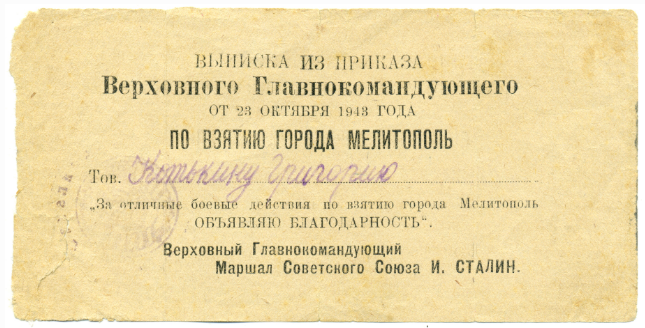 ВЫПИСКА ИЗ ПРИКАЗА
Верховного Главнокомандующего
ОТ 23 ОКТЯБРЯ 1943 ГОДА
ПО ВЗЯТИЮ ГОРОДА МЕЛИТОПОЛЬ
Тов. Котькину Григорию
„За отличные боевые действия по взятию города Мелитополь
ОБЪЯВЛЯЮ БЛАГОДАРНОСТЬ“.
Верховный Главнокомандующий
Маршал Советского Союза И. СТАЛИН.